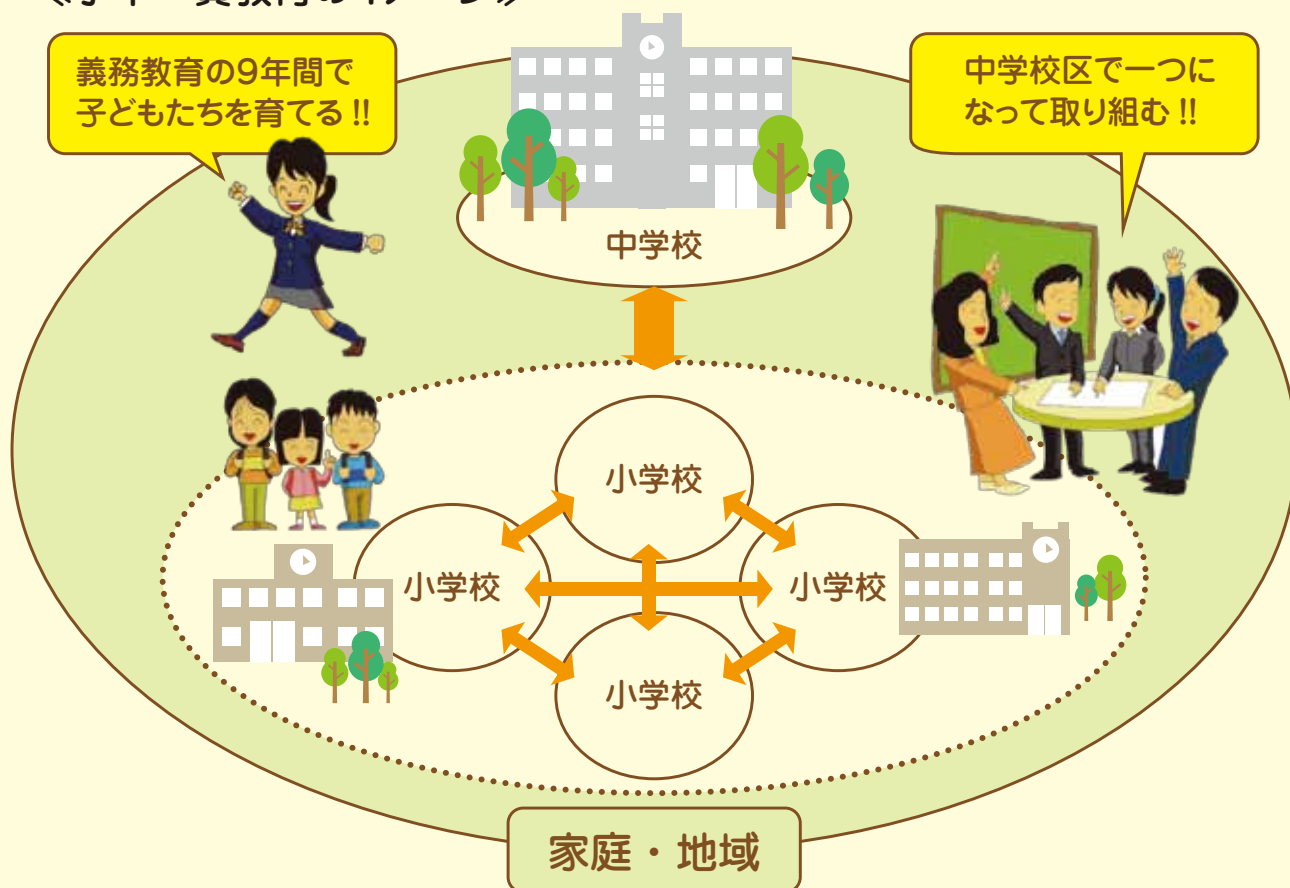 義務教育の9年間で
子どもたちを育てる!!
中学校区で一つに
なって取り組む!!
中学校
小学校
小学校
小学校
小学校
家庭・地域